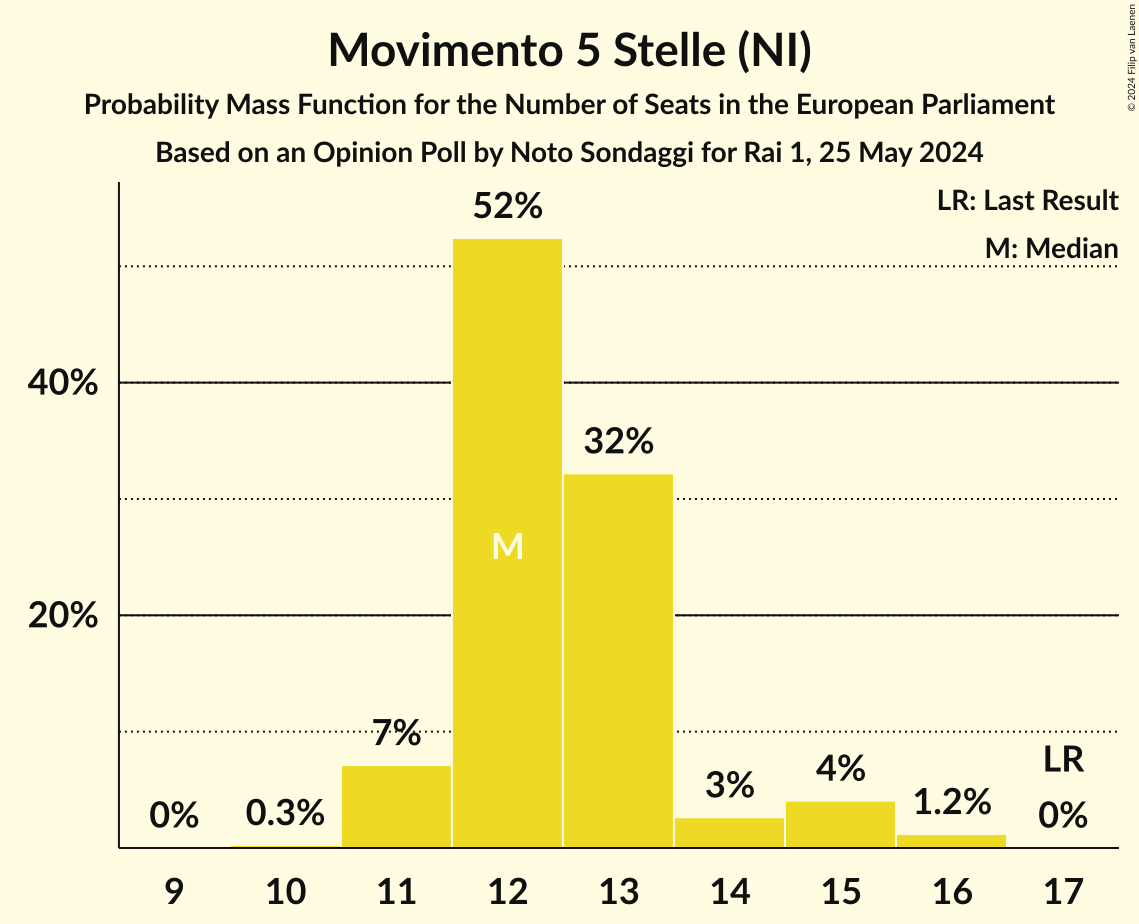 Movimento 5 Stelle (NI)
Probability Mass Function for the Number of Seats in the European Parliament
Based on an Opinion Poll by Noto Sondaggi for Rai 1, 25 May 2024
© 2024 Filip van Laenen
LR: Last Result
M: Median
40%
20%
0%
0.3%
7%
52%
M
32%
3%
4%
1.2%
LR
0%
9 10 11 12 13 14 15 16 17